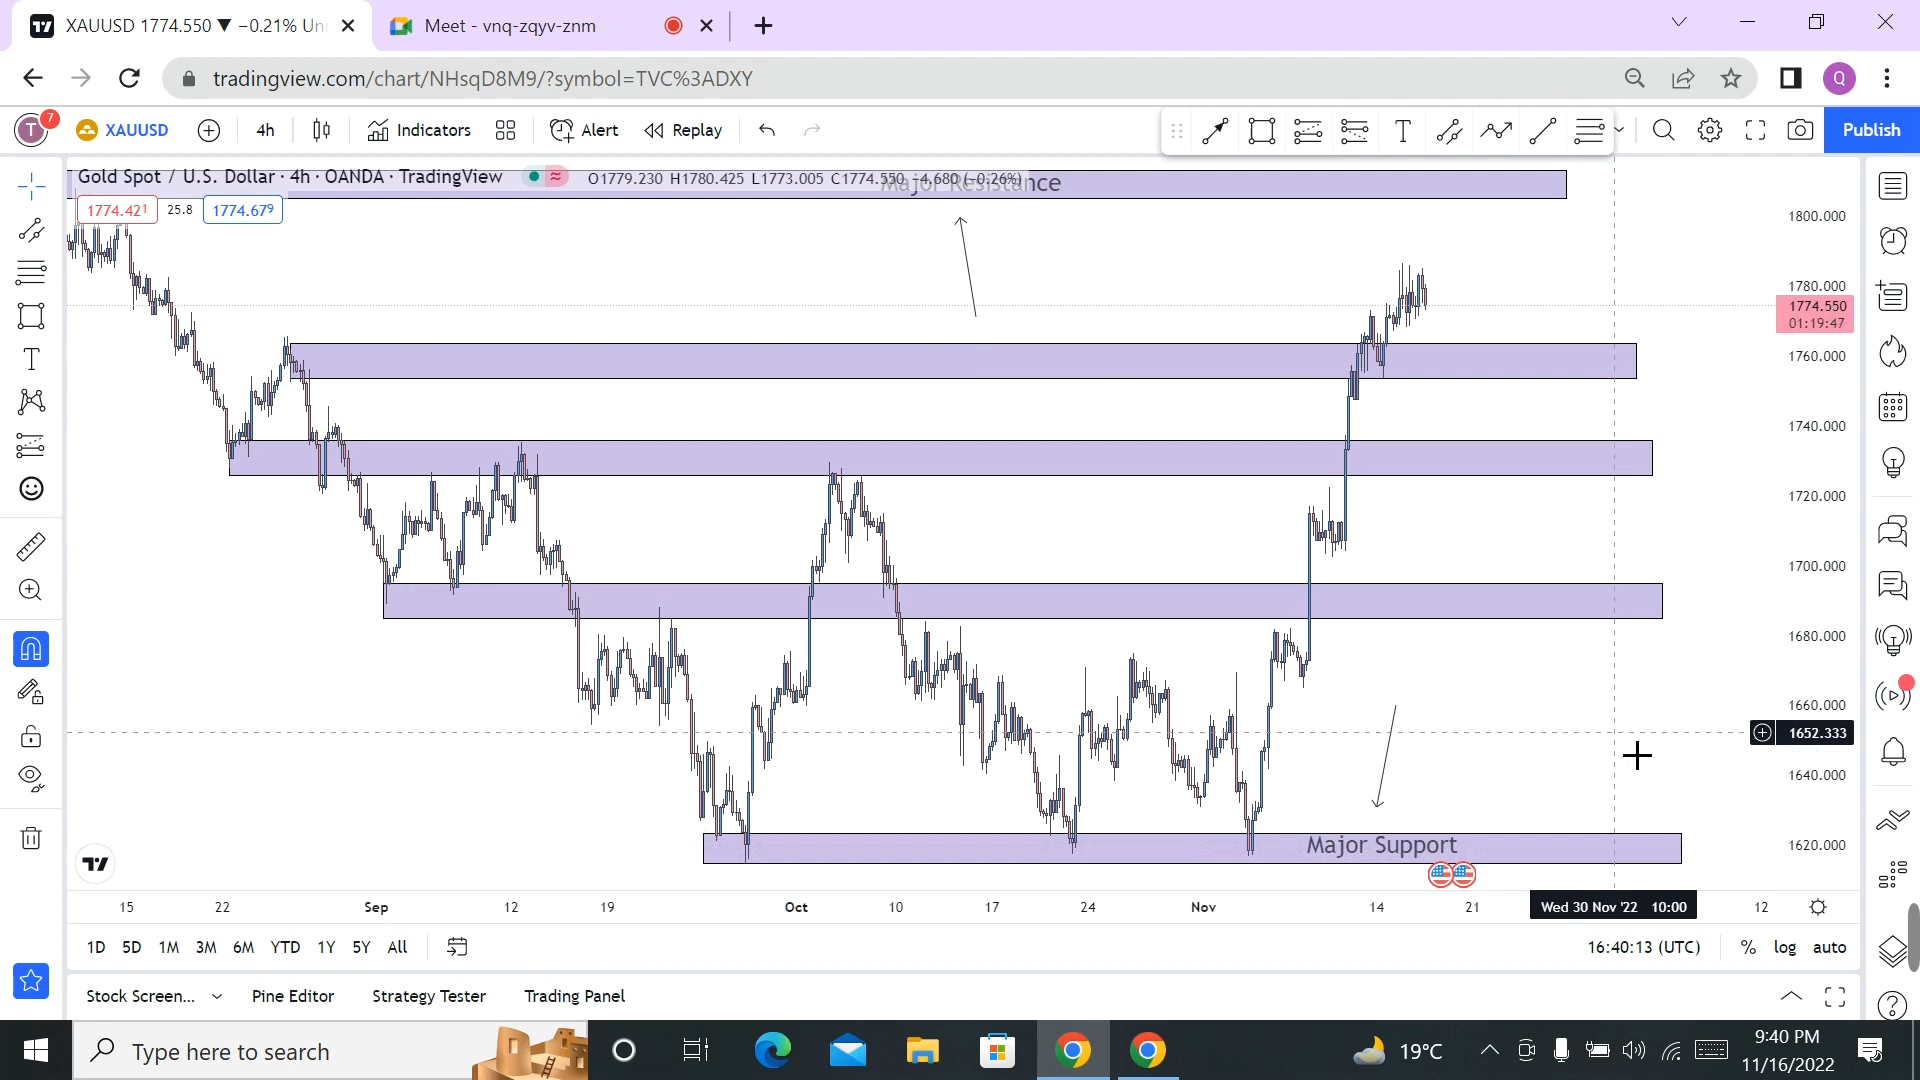 XAUUSD 1774.550 ▼ −0.21% Un
Meet - vnq-zqyv-znm
tradingview.com/chart/NHsqD8M9/?symbol=TVC%3ADXY
Q
T
7
XAUUSD
4h
Indicators
Alert
Replay
T
Publish
Gold Spot / U.S. Dollar · 4h · OANDA · TradingView
O1779.230 H1780.425 L1773.005 C1774.550 −4.680 (−0.26%)
Major Resistance
1774.421
25.8
1774.679
1800.000
1780.000
1774.550
01:19:47
1760.000
1740.000
1720.000
1700.000
1680.000
1660.000
1652.333
1640.000
Major Support
1620.000
15
22
Sep
12
19
Oct
10
17
24
Nov
14
21
Wed 30 Nov '22 10:00
12
1D
5D
1M
3M
6M
YTD
1Y
5Y
All
16:40:13 (UTC)
%
log
auto
Stock Screen...
Pine Editor
Strategy Tester
Trading Panel
Type here to search
19°C
9:40 PM
11/16/2022